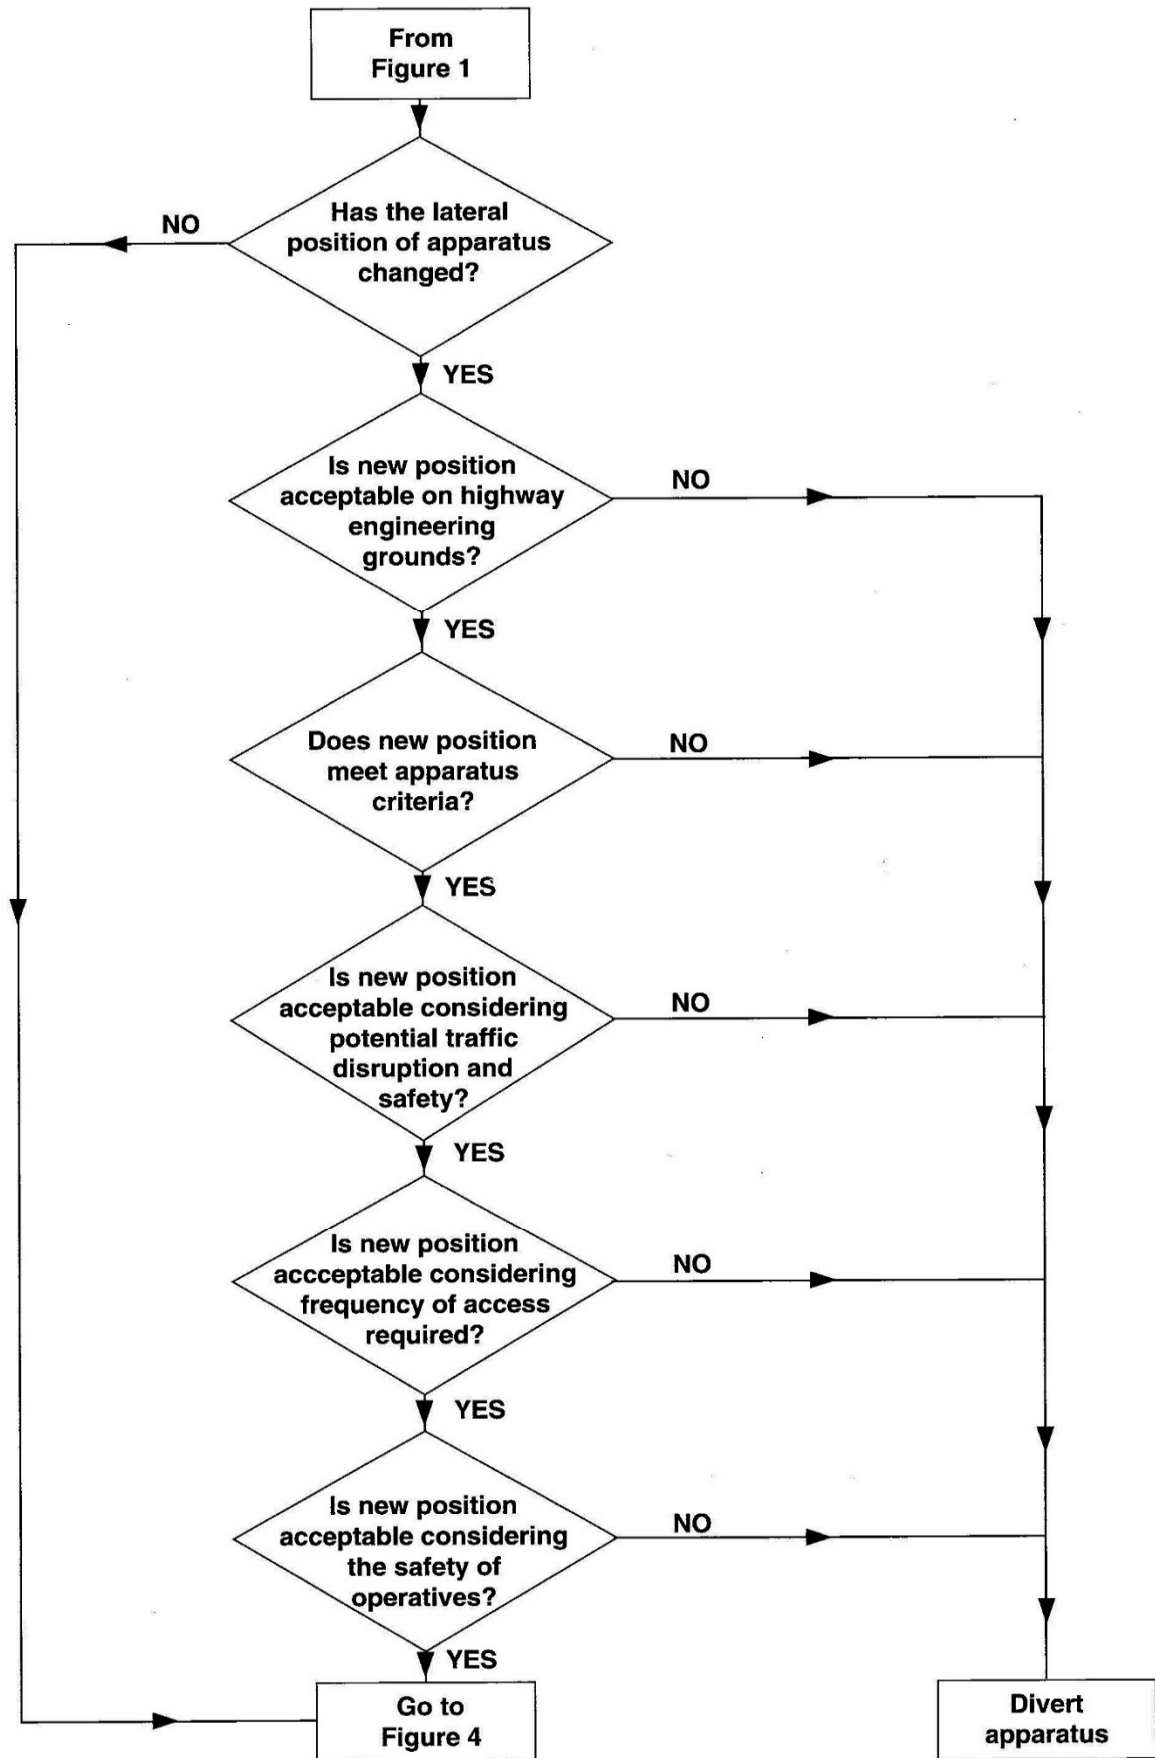 From
Figure 1
Has the lateral
position of apparatus
changed?
NO
YES
Is new position
acceptable on highway
engineering
grounds?
NO
YES
Does new position
meet apparatus
criteria?
NO
YES
Is new position
acceptable considering
potential traffic
disruption and
safety?
NO
YES
Is new position
accceptable considering
frequency of access
required?
NO
YES
Is new position
acceptable considering
the safety of
operatives?
NO
YES
Go to
Figure 4
Divert
apparatus